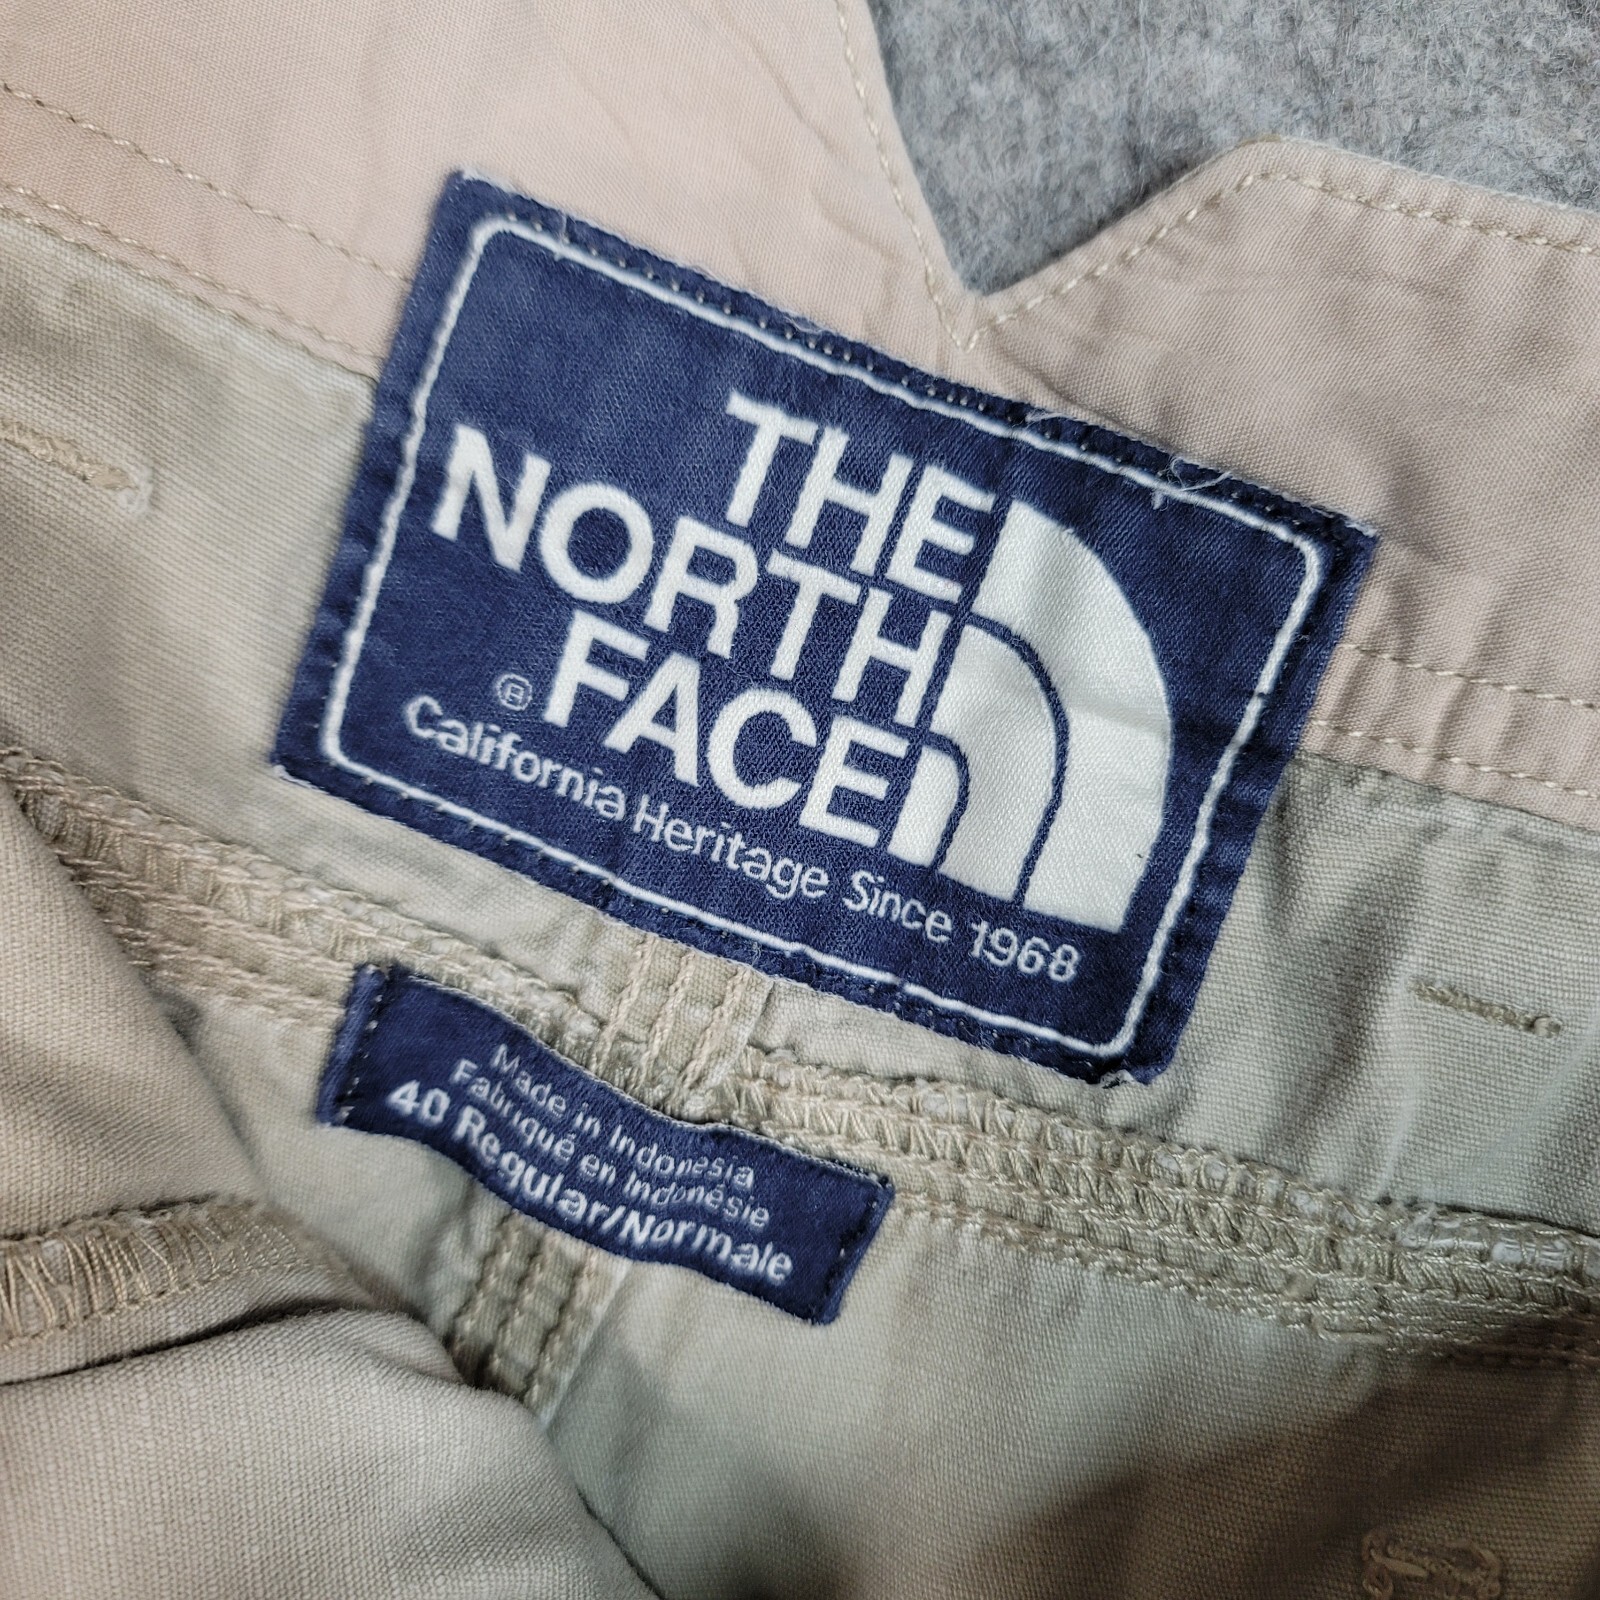 THE
NORTH
FACE
®
California Heritage Since 1968
Made in Indonesia
Fabriqué en Indonésie
40 Regular/Normale